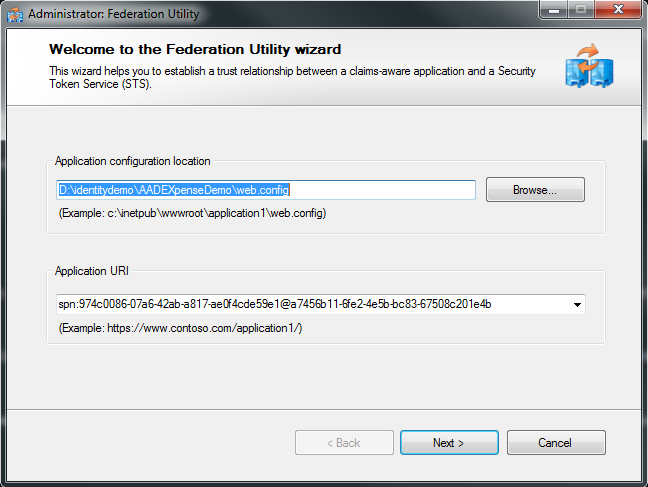 Administrator: Federation Utility
Welcome to the Federation Utility wizard
This wizard helps you to establish a trust relationship between a claims-aware application and a Security
Token Service (STS).
Application configuration location
D:\identitydemo\AADEXpenseDemo\web.config
Browse...
(Example: c:\inetpub\wwwroot\application1\web.config)
Application URI
spn:974c0086-07a6-42ab-a817-ae0f4cde59e1@a7456b11-6fe2-4e5b-bc83-67508c201e4b
(Example: https://www.contoso.com/application1/)
< Back
Next >
Cancel